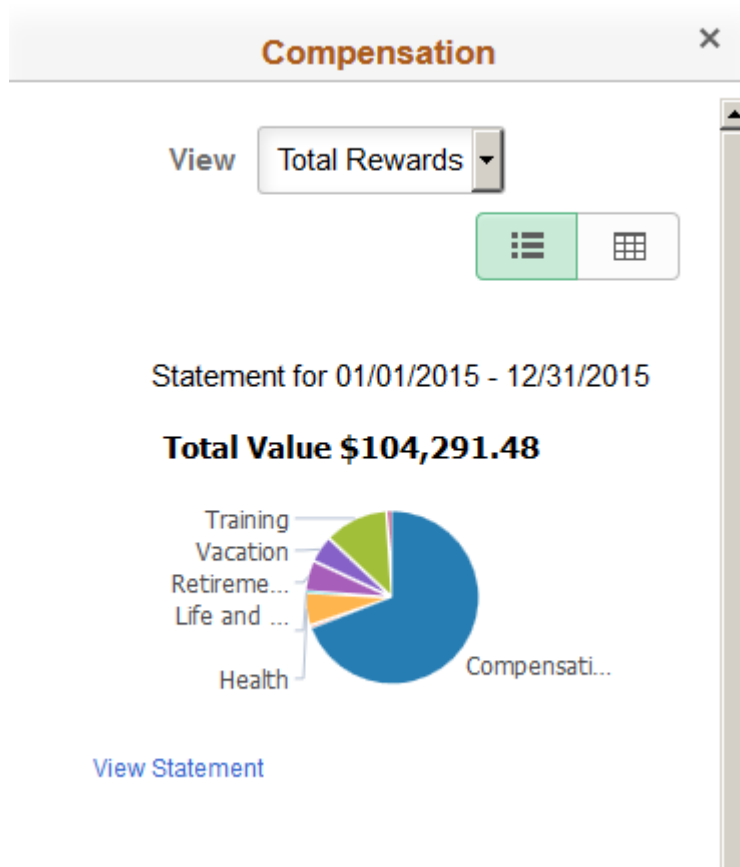 Compensation
View Total Rewards
Statement for 01/01/2015 - 12/31/2015
Total Value $104,291.48
Training
Vacation
Retireme...
Life and ...
Health
Compensati...
View Statement